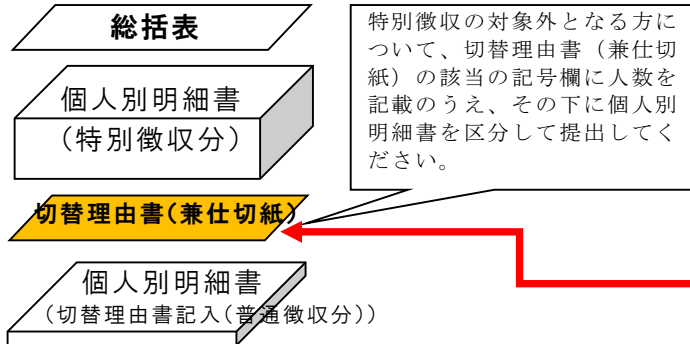 総括表
個人別明細書
(特別徴収分)
切替理由書(兼仕切紙)
個人別明細書
(切替理由書記入(普通徴収分))
特別徴収の対象外となる方に
ついて、切替理由書（兼仕切
紙）の該当の記号欄に人数を
記載のうえ、その下に個人別
明細書を区分して提出してく
ださい。